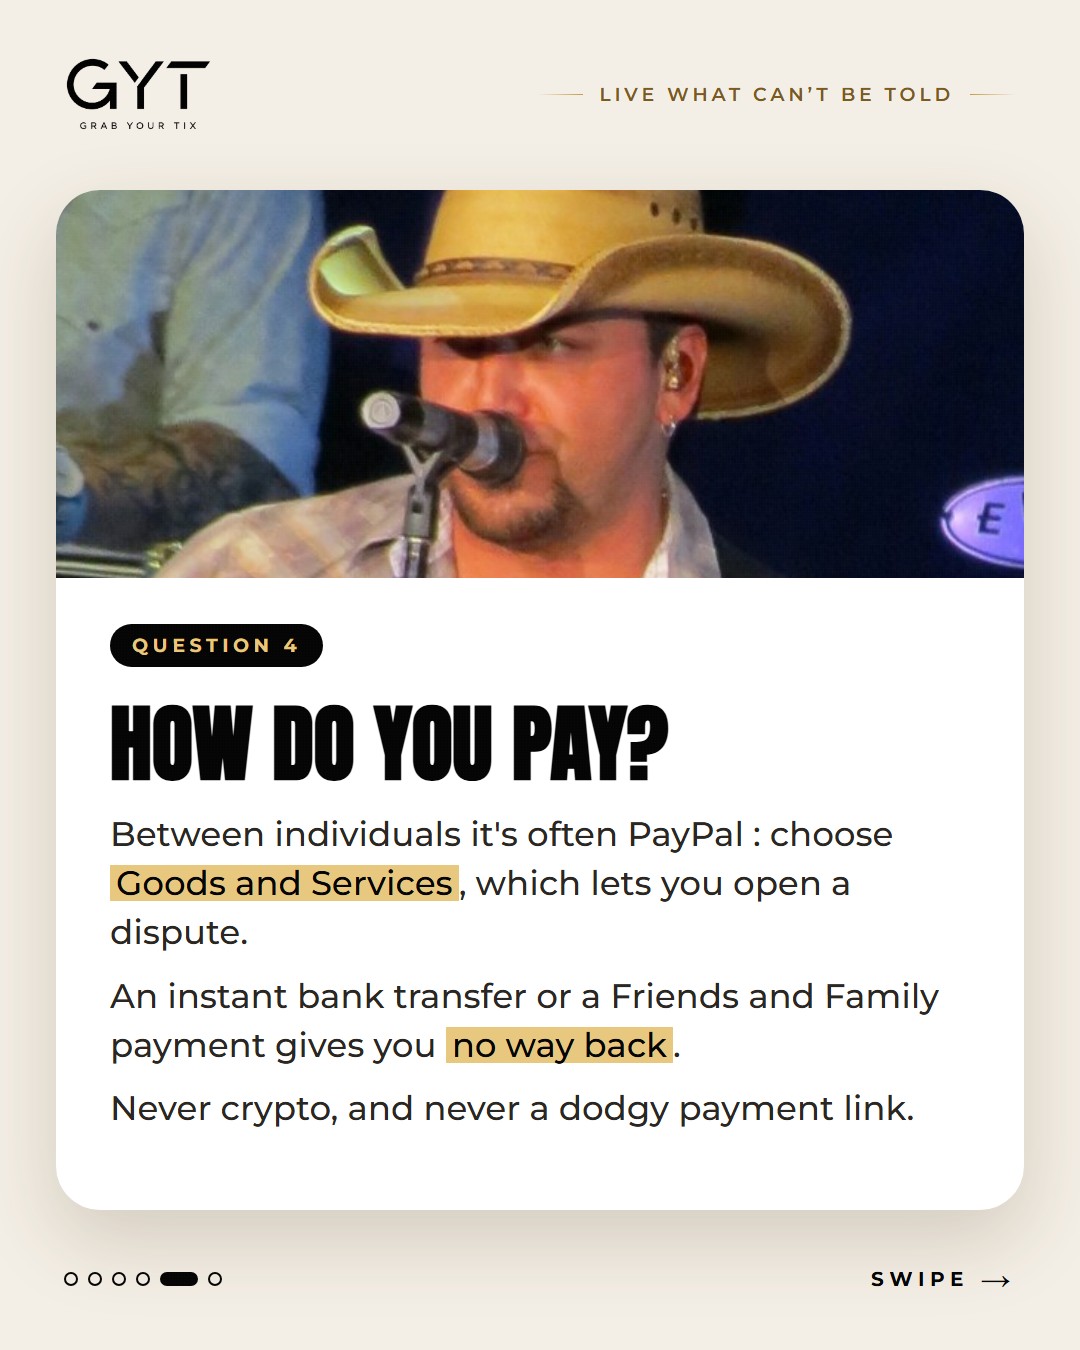 GYT
GRAB YOUR TIX
LIVE WHAT CAN'T BE TOLD
E
QUESTION 4
HOW DO YOU PAY?
Between individuals it's often PayPal : choose
Goods and Services, which lets you open a
dispute.
An instant bank transfer or a Friends and Family
payment gives you no way back.
Never crypto, and never a dodgy payment link.
SWIPE →